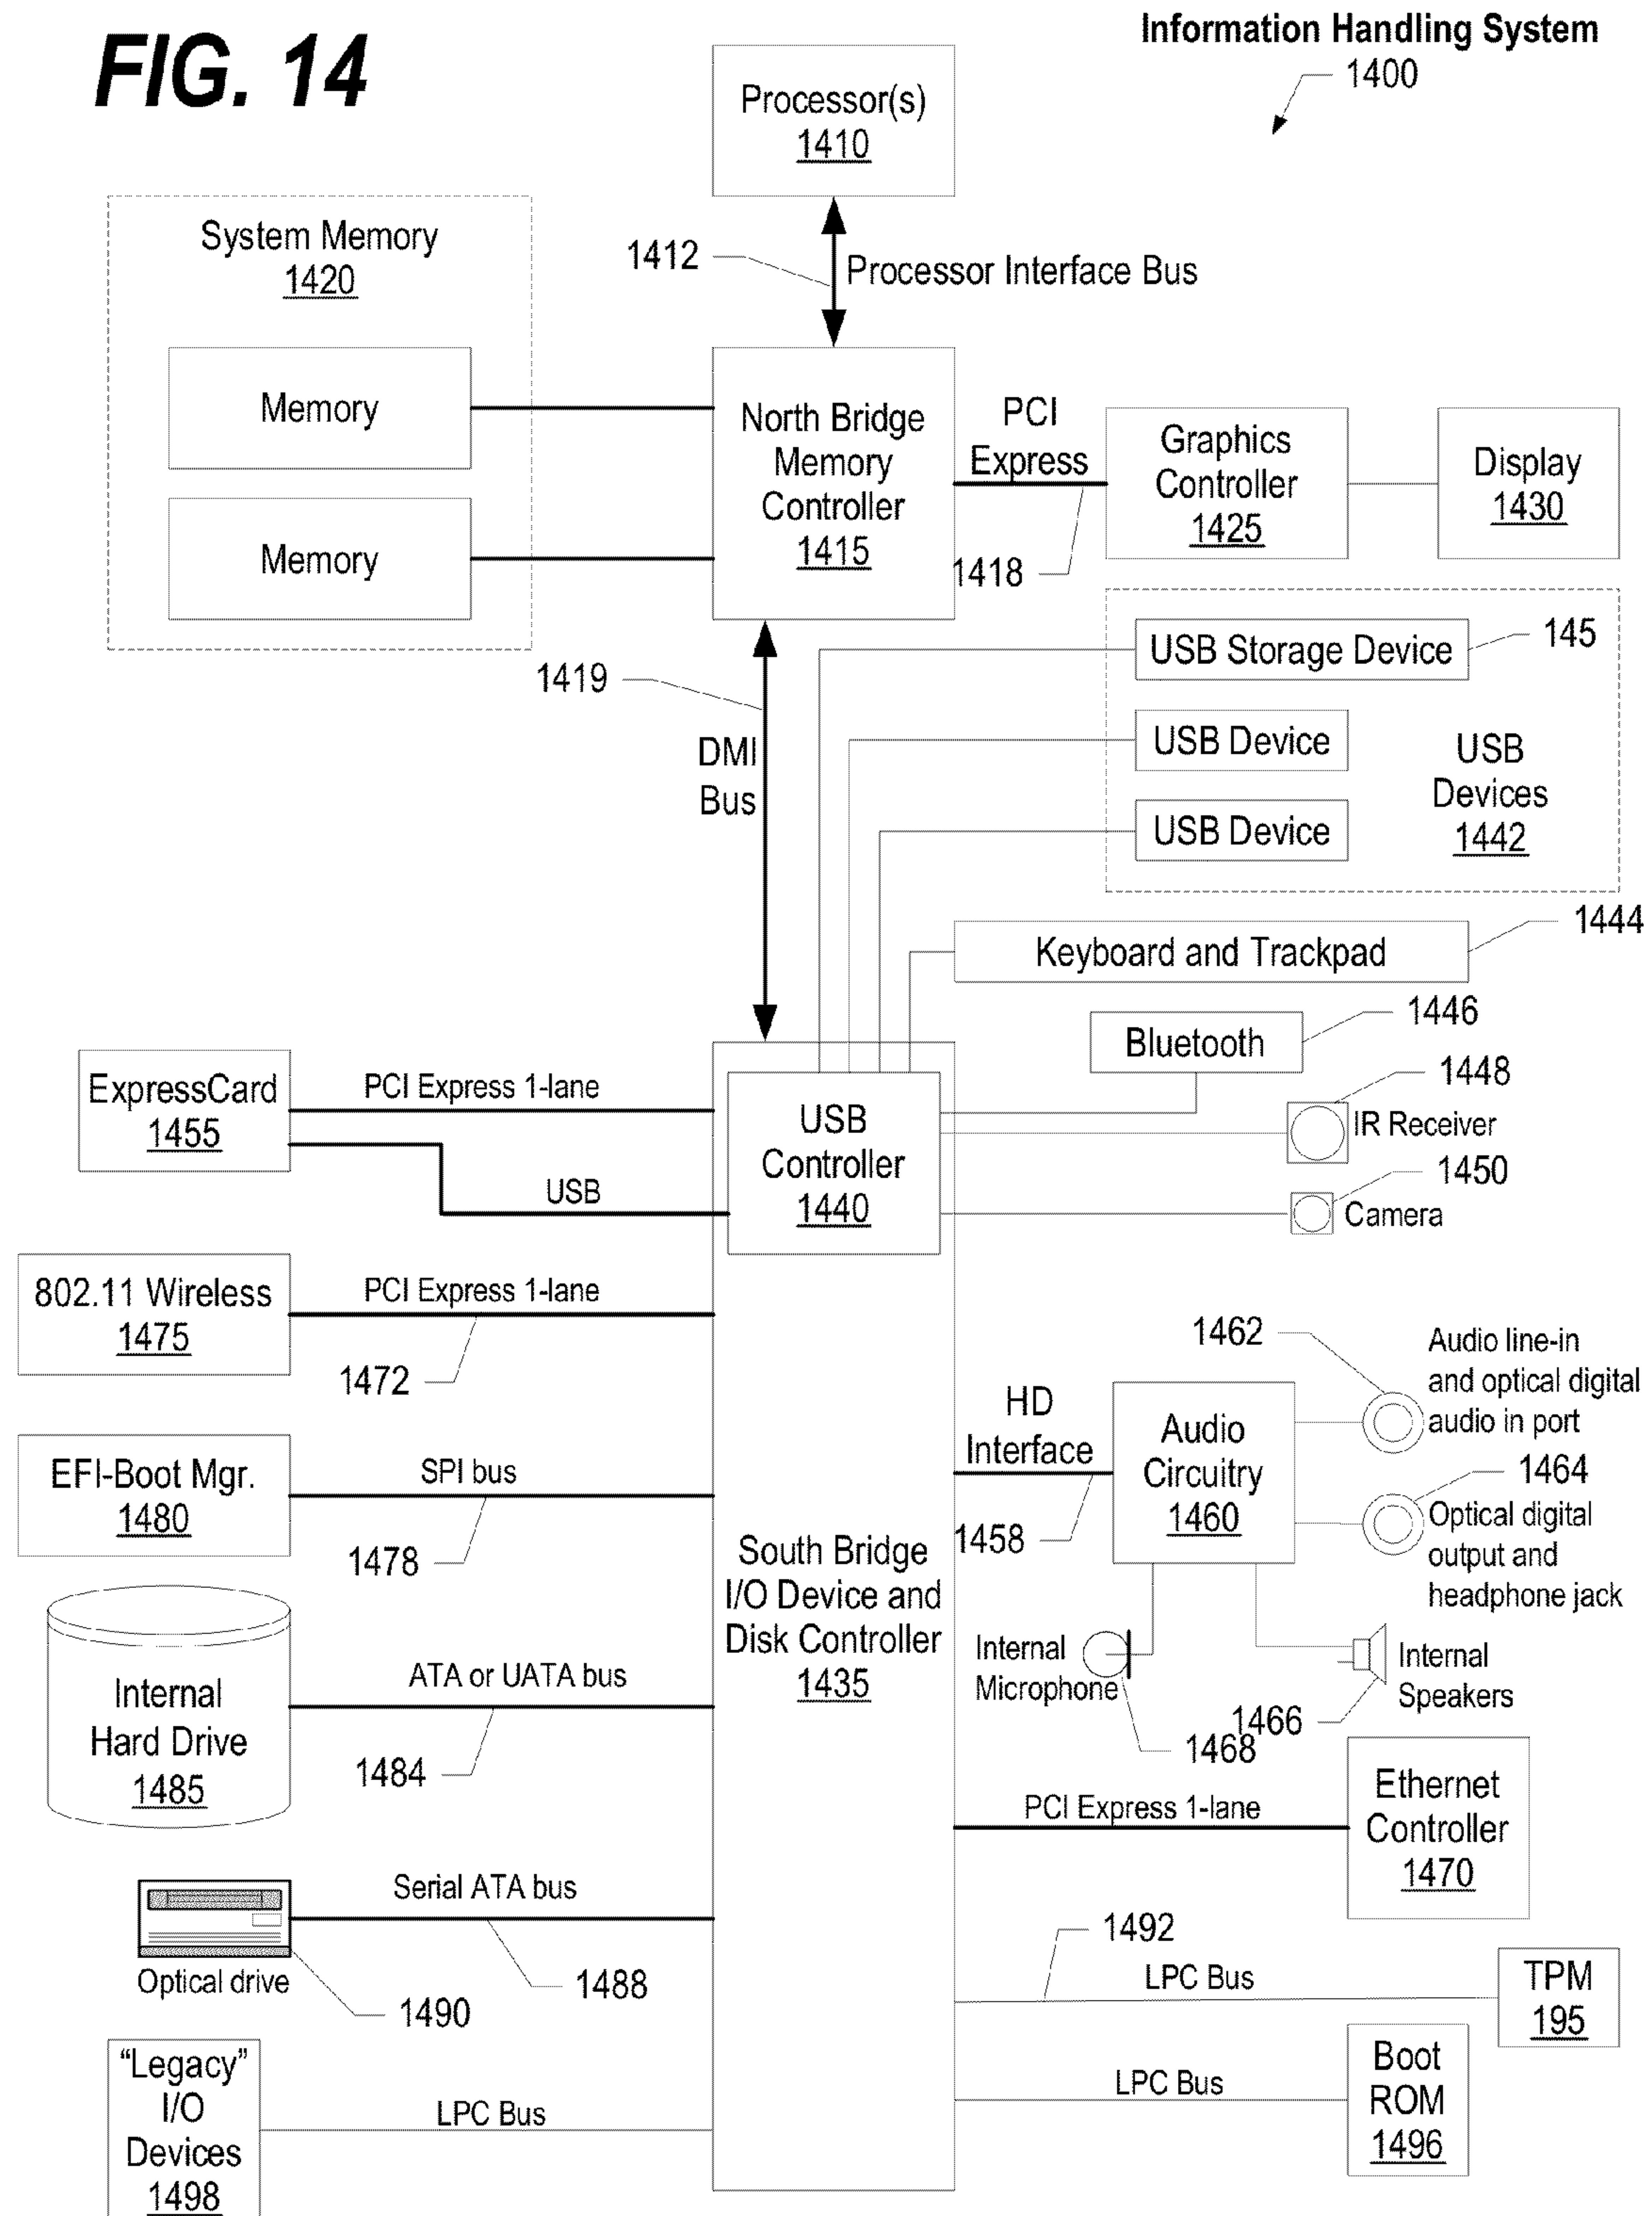 FIG. 14
Information Handling System
1400
Processor(s)
1410
System Memory
1420
1412
Processor Interface Bus
Memory
Memory
North Bridge
Memory
Controller
1415
PCI
Express
1418
Graphics
Controller
1425
Display
1430
1419
DMI
Bus
USB Storage Device
145
USB Device
USB Device
USB
Devices
1442
Keyboard and Trackpad
1444
Bluetooth
1446
1448
IR Receiver
1450
Camera
ExpressCard
1455
PCI Express 1-lane
USB
USB
Controller
1440
802.11 Wireless
1475
PCI Express 1-lane
1472
EFI-Boot Mgr.
1480
SPI bus
1478
Internal
Hard Drive
1485
ATA or UATA bus
1484
South Bridge
I/O Device and
Disk Controller
1435
HD
Interface
1458
Audio
Circuitry
1460
1462
Audio line-in
and optical digital
audio in port
1464
Optical digital
output and
headphone jack
Internal
Microphone
1468
1466
Internal
Speakers
PCI Express 1-lane
Ethernet
Controller
1470
Serial ATA bus
1488
Optical drive
1490
1492
LPC Bus
TPM
195
LPC Bus
Boot
ROM
1496
"Legacy"
I/O
Devices
1498
LPC Bus